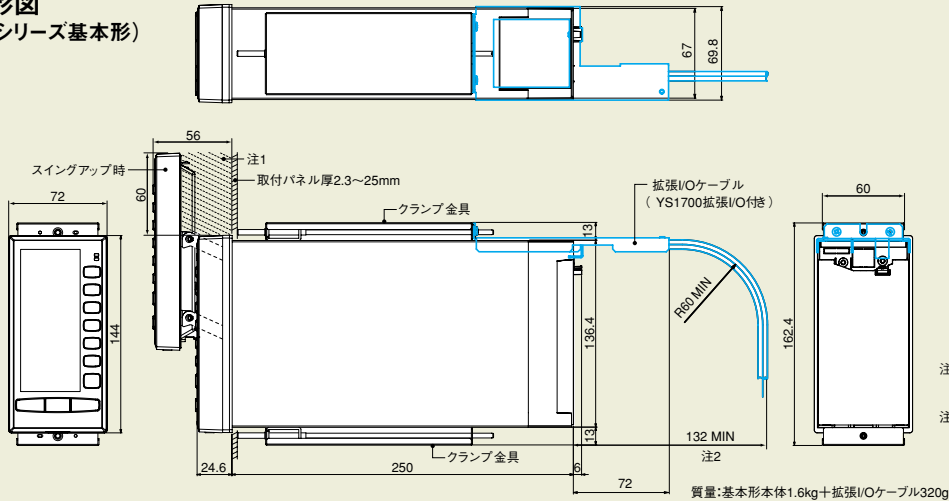 形図
シリーズ基本形）
67
69.8
56
注1
スイングアップ時
取付パネル厚2.3〜25mm
60
72
クランプ金具
拡張I/Oケーブル
（YS1700拡張I/O付き）
60
13
144
R60 MIN
136.4
162.4
注
注
13
132 MIN
注2
クランプ金具
24.6
250
6
72
質量：基本形本体1.6kg＋拡張I/Oケーブル320g